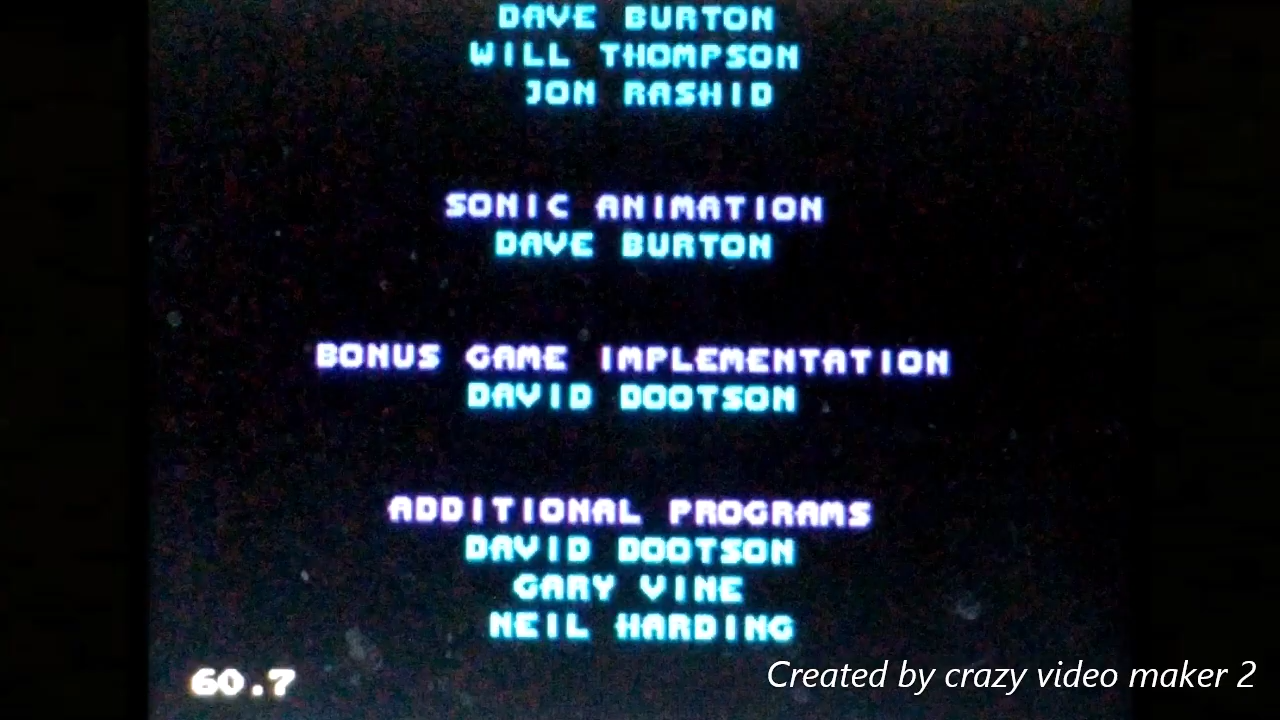 DAVE BURTON
WILL THOMPSON
JON RASHID
SONIC ANIMATION
DAVE BURTON
BONUS GAME IMPLEMENTATION
DAVID DOOTSON
ADDITIONAL PROGRAMS
DAVID DOOTSON
GARY VINE
NEIL HARDING
60.7
Created by crazy video maker 2